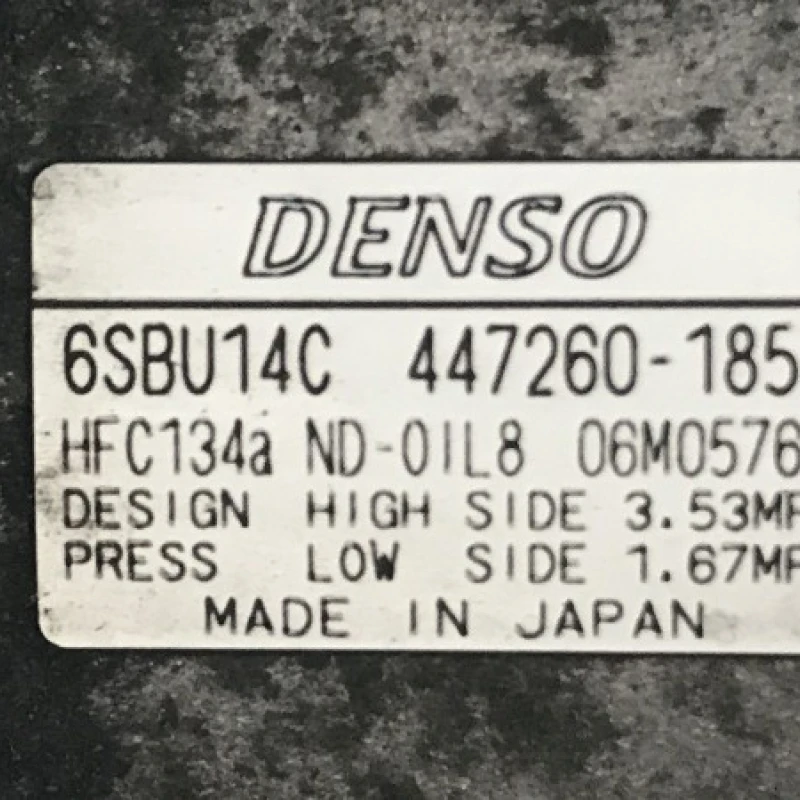 DENSO
6SBU14C 447260-185
HFC134a ND-OIL8 06M0576
DESIGN HIGH SIDE 3.53MP
PRESS LOW SIDE 1.67MP
MADE IN JAPAN